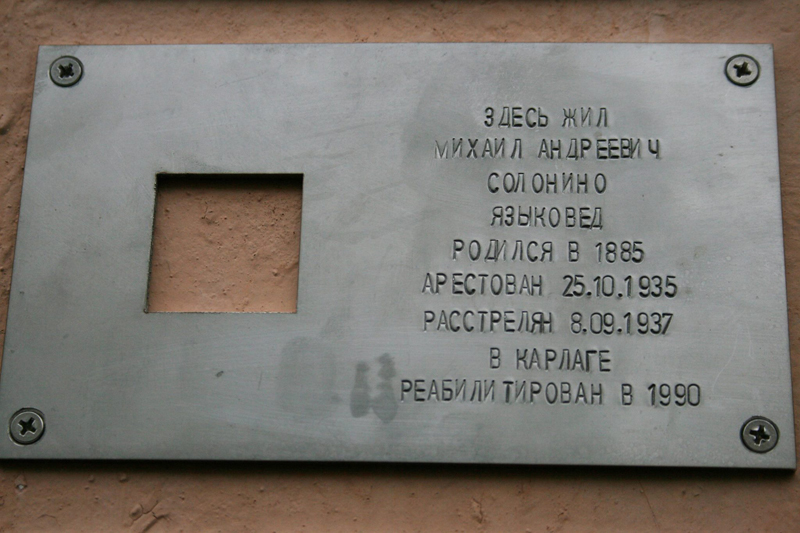 ЗДЕСЬ ЖИЛ
МИХАИЛ АНДРЕЕВИЧ
СОЛОНИНО
ЯЗЫКОВЕД
РОДИЛСЯ В 1885
АРЕСТОВАН 25.10.1935
РАССТРЕЛЯН 8.09.1937
В КАРЛАГЕ
РЕАБИЛИТИРОВАН В 1990